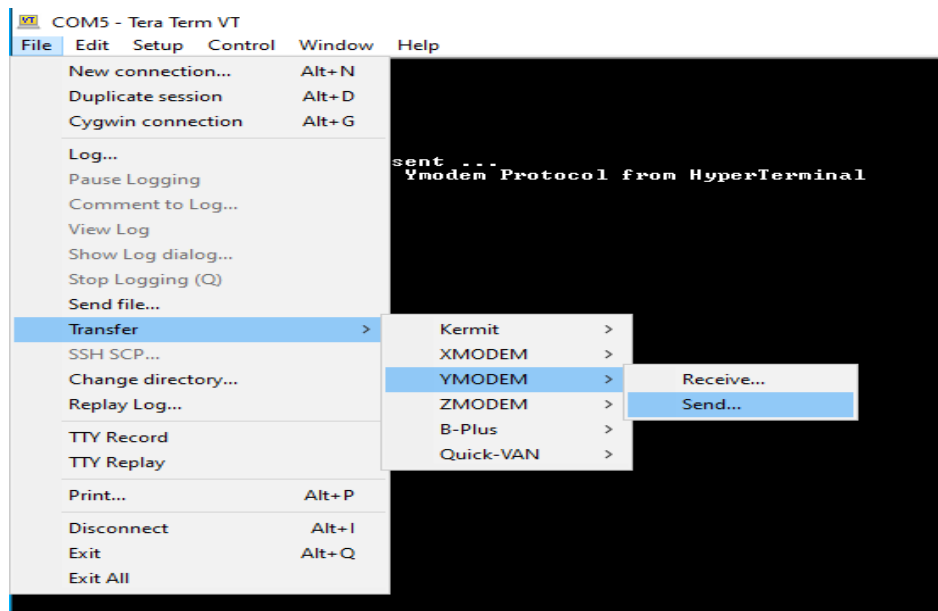 COM5 - Tera Term VT
File Edit Setup Control Window Help
New connection... Alt+N
Duplicate session Alt+D
Cygwin connection Alt+G
Log...
Pause Logging
Comment to Log...
View Log
Show Log dialog...
Stop Logging (Q)
Send file...
Transfer >
SSH SCP...
Change directory...
Replay Log...
TTY Record
TTY Replay
Print... Alt+P
Disconnect Alt+I
Exit Alt+Q
Exit All
Kermit >
XMODEM >
YMODEM >
ZMODEM >
B-Plus >
Quick-VAN >
Receive...
Send...
sent ...
Ymodem Protocol from HyperTerminal